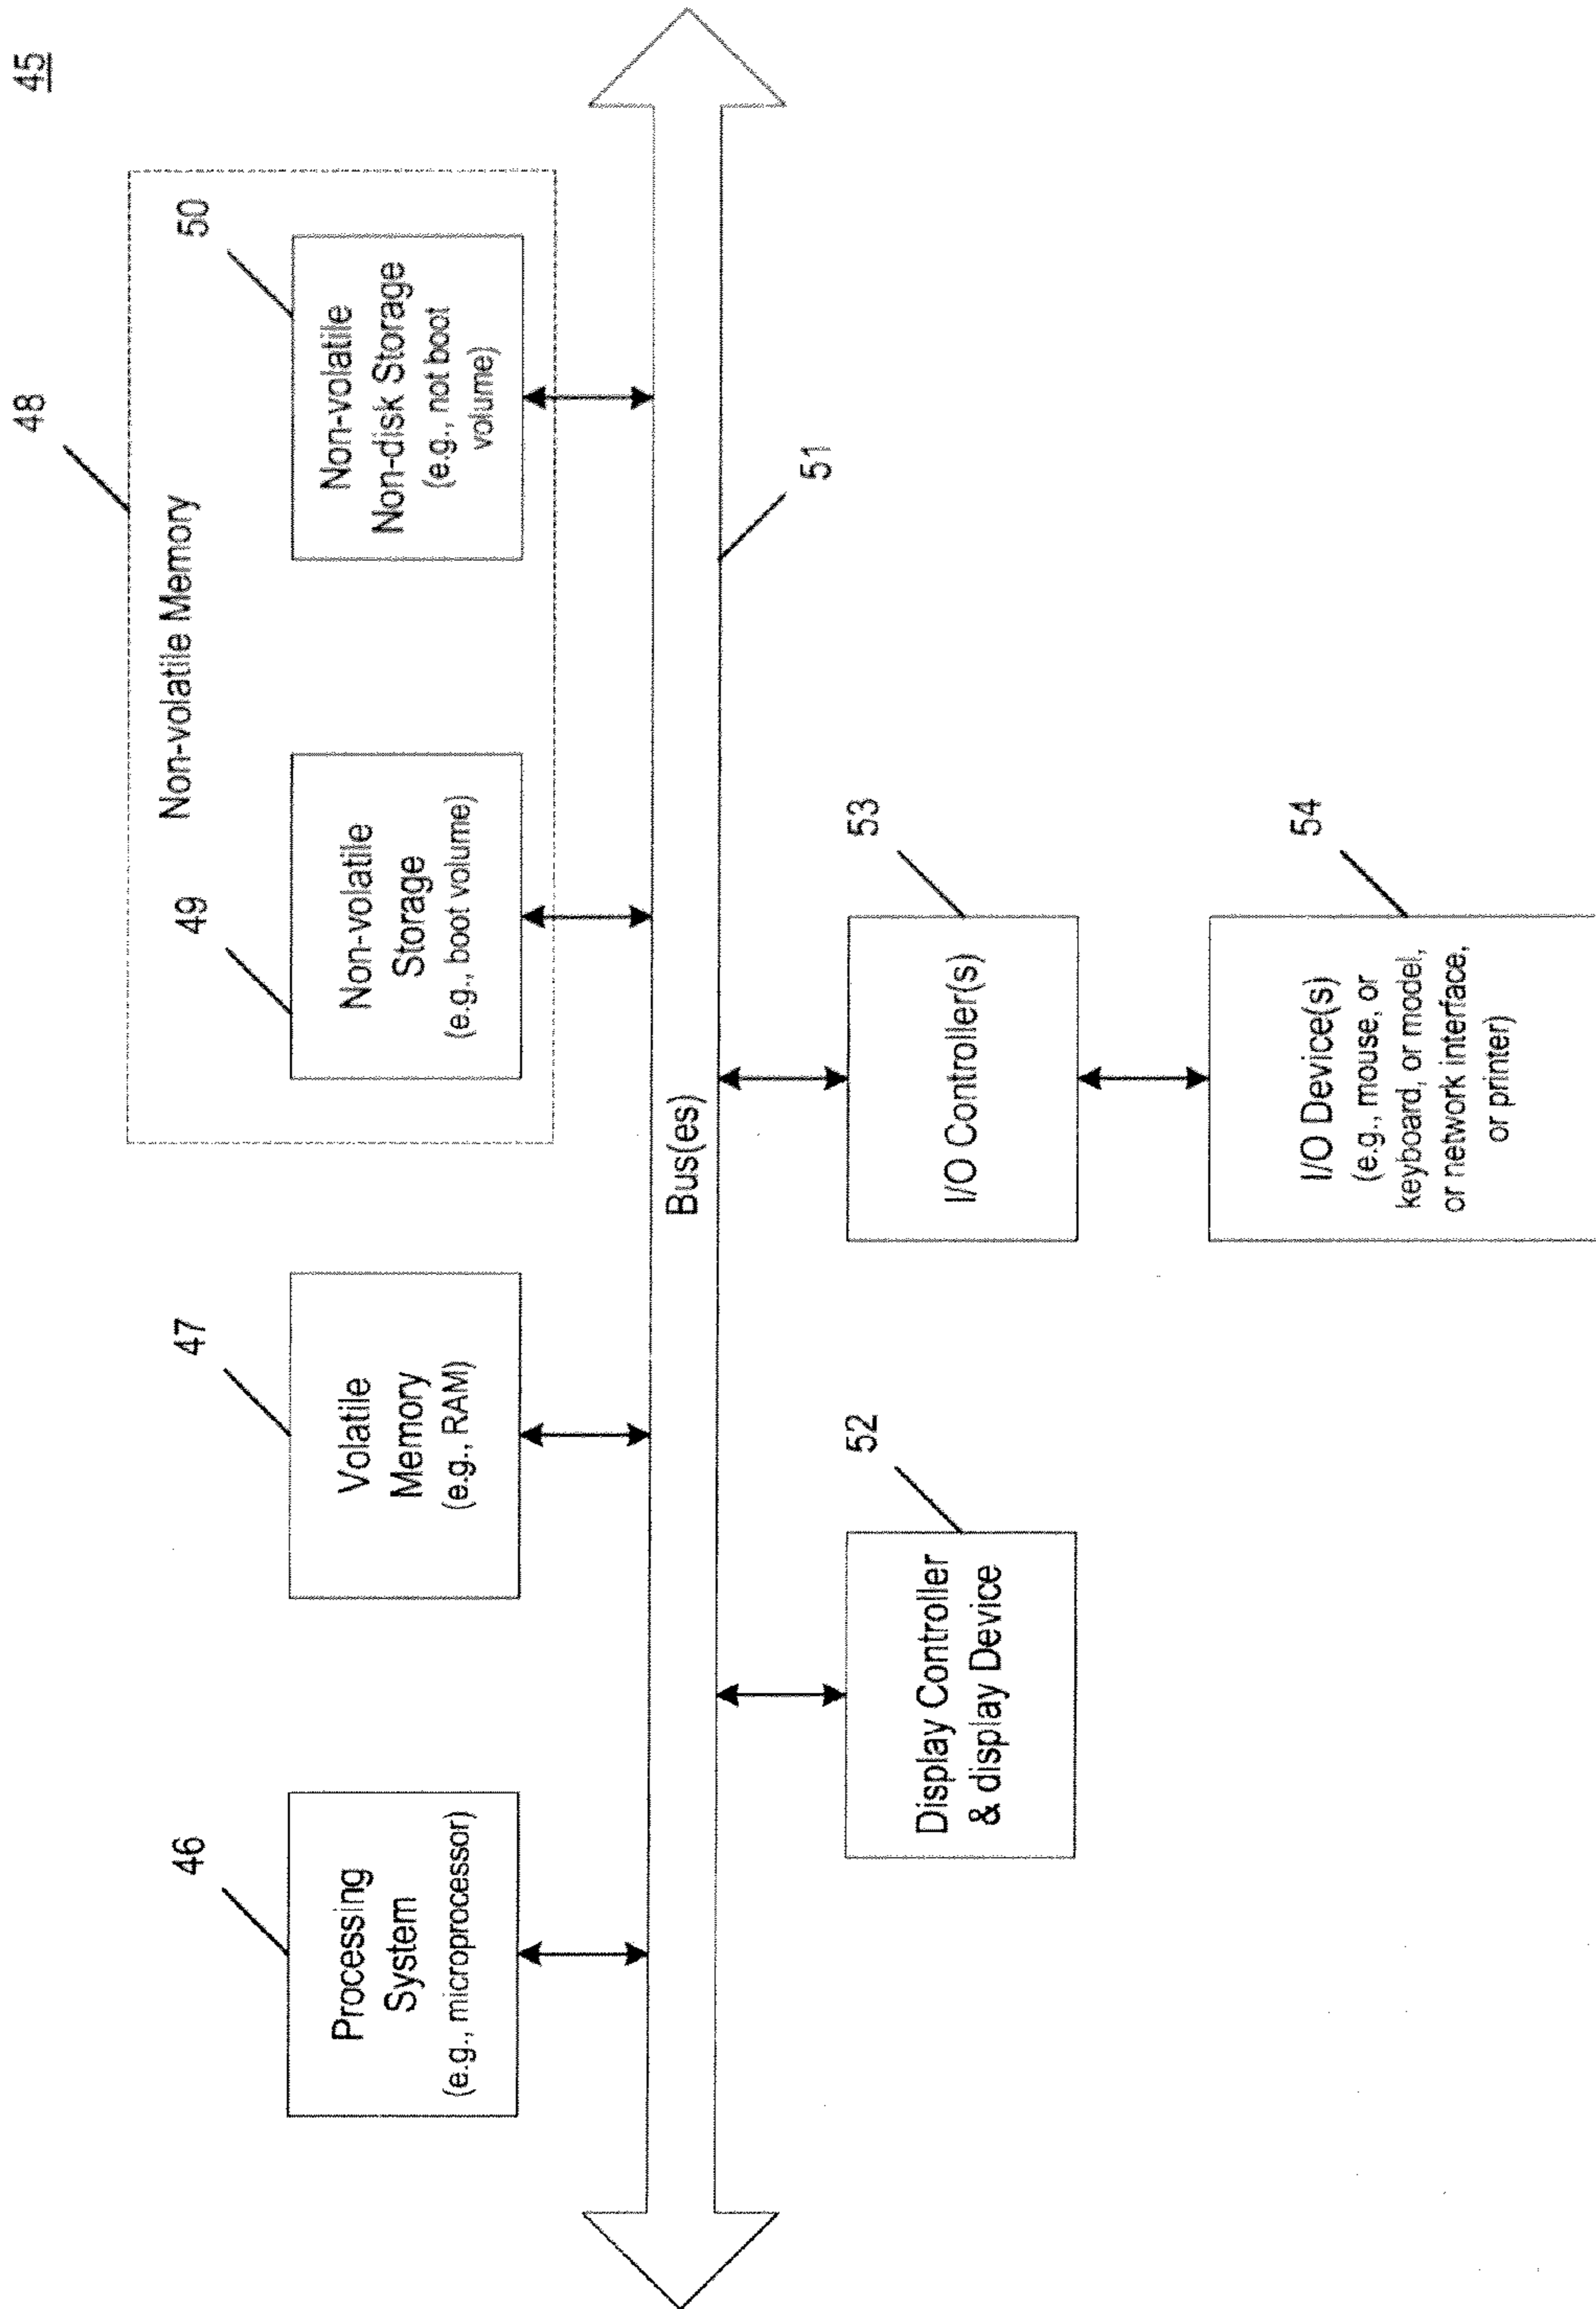 45
48
Non-volatile Memory
46
Processing
System
(e.g., microprocessor)
47
Volatile
Memory
(e.g., RAM)
49
Non-volatile
Storage
(e.g., boot volume)
50
Non-volatile
Non-disk Storage
(e.g., not boot
volume)
Bus(es)
51
52
Display Controller
& display Device
53
I/O Controller(s)
54
I/O Device(s)
(e.g., mouse, or
keyboard, or model,
or network interface,
or printer)